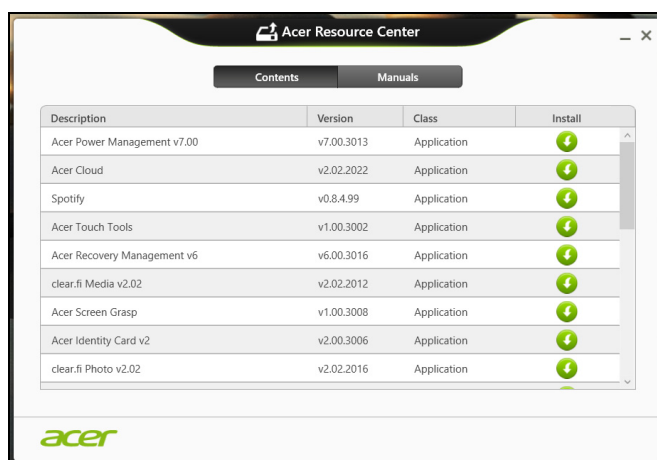 Acer Resource Center
Contents Manuals
Description Version Class Install
Acer Power Management v7.00 v7.00.3013 Application
Acer Cloud v2.02.2022 Application
Spotify v0.8.4.99 Application
Acer Touch Tools v1.00.3002 Application
Acer Recovery Management v6 v6.00.3016 Application
clear.fi Media v2.02 v2.02.2012 Application
Acer Screen Grasp v1.00.3008 Application
Acer Identity Card v2 v2.00.3006 Application
clear.fi Photo v2.02 v2.02.2016 Application
acer